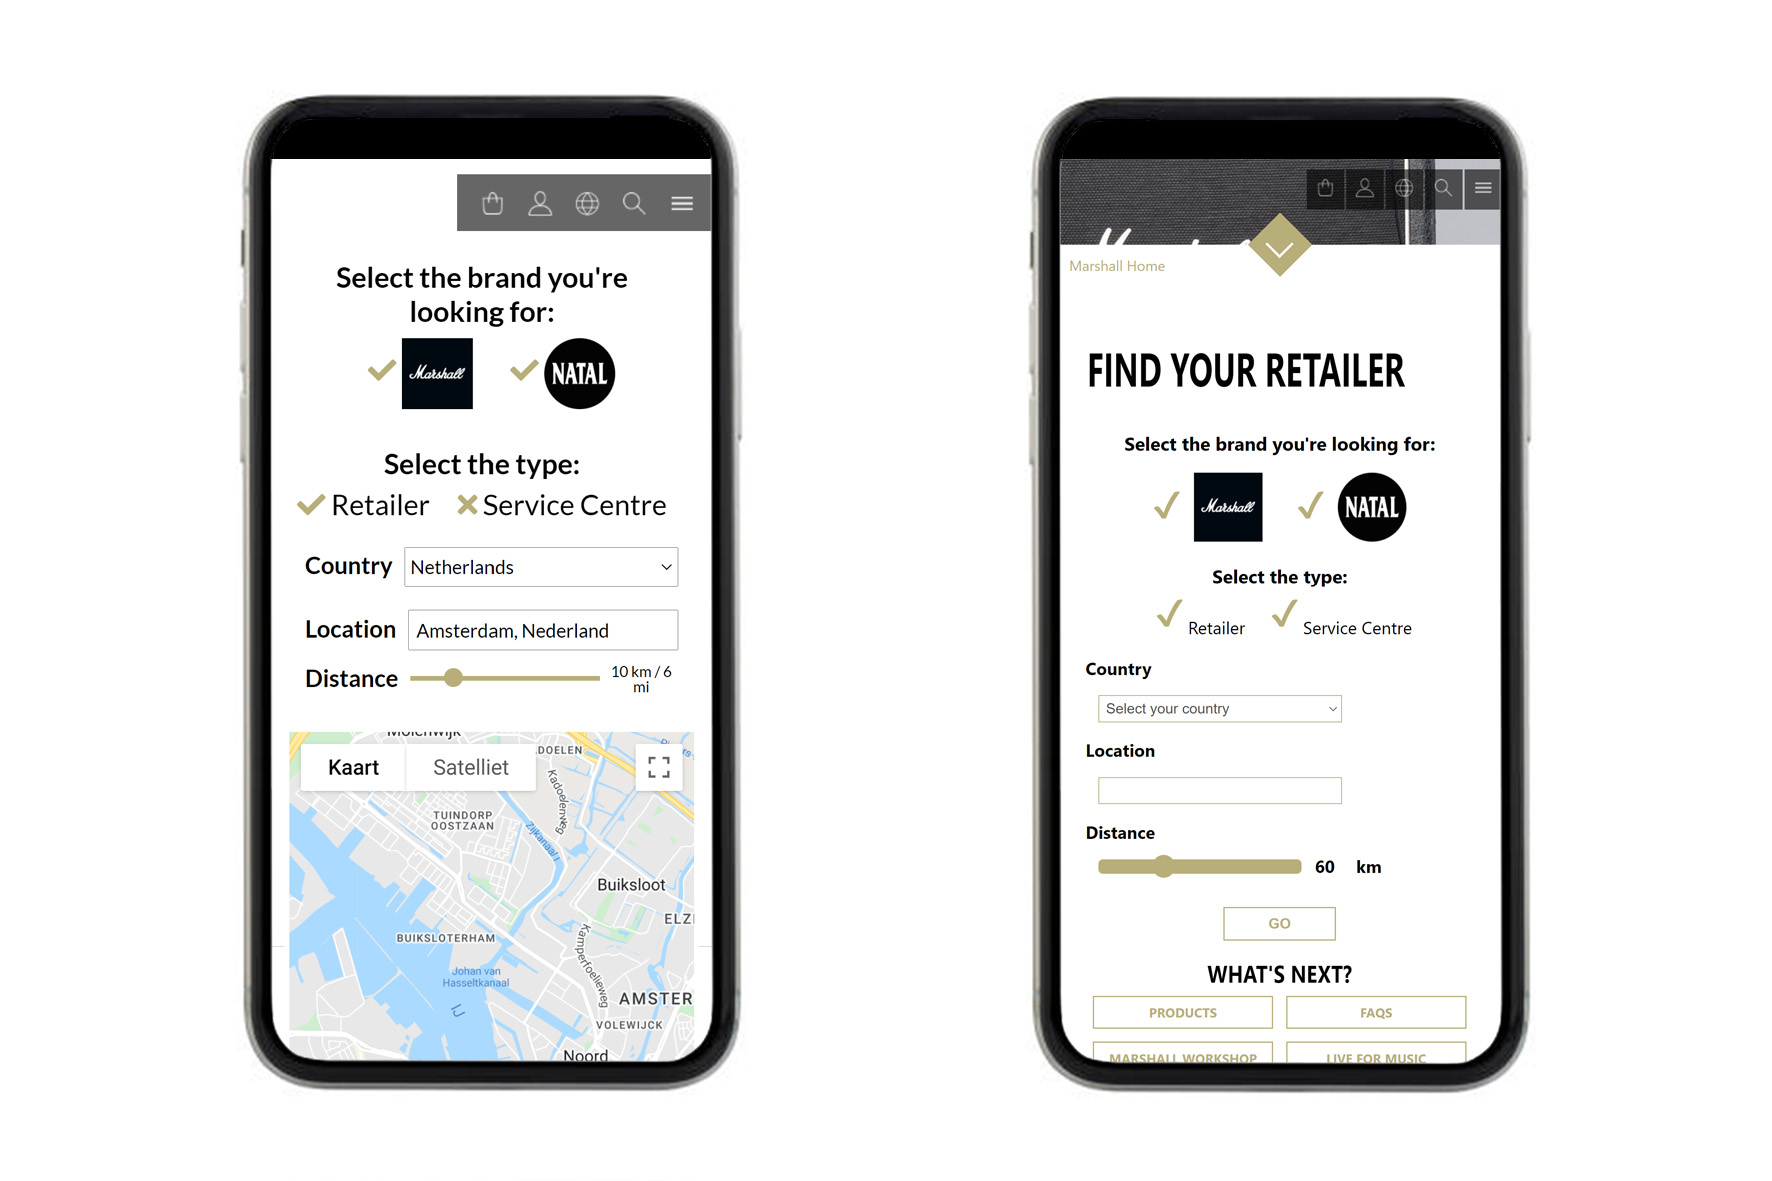 Select the brand you're
looking for:
Marshall
NATAL
Select the type:
Retailer
Service Centre
Country
Netherlands
Location
Amsterdam, Nederland
Distance
10 km / 6
mi
Molenwijk
DOELEN
Kaart
Satelliet
Kadoelenweg
TUINDORP
OOSTZAAN
Zijkanaal I
Buiksloot
ELZ
BUIKSLOTERHAM
Kamperfoelieweg
Johan van
Hasseltkanaal
IJ
AMSTER
VOLEWIJCK
Noord
Marshall Home
FIND YOUR RETAILER
Select the brand you're looking for:
Marshall
NATAL
Select the type:
Retailer
Service Centre
Country
Select your country
Location
Distance
60 km
GO
WHAT'S NEXT?
PRODUCTS
FAQS
MARSHALL WORKSHOP
LIVE FOR MUSIC